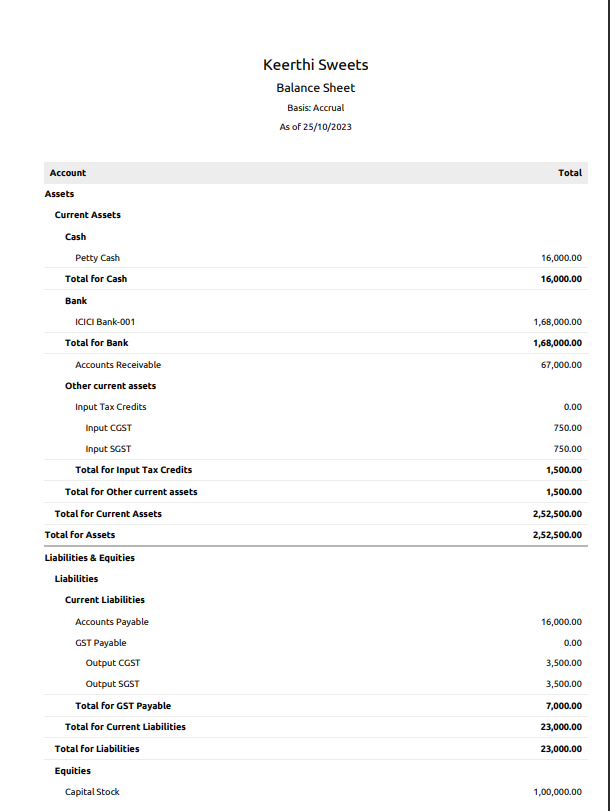 Keerthi Sweets
Balance Sheet
Basis: Accrual
As of 25/10/2023
Account Total
Assets
Current Assets
Cash
Petty Cash 16,000.00
Total for Cash 16,000.00
Bank
ICICI Bank-001 1,68,000.00
Total for Bank 1,68,000.00
Accounts Receivable 67,000.00
Other current assets
Input Tax Credits 0.00
Input CGST 750.00
Input SGST 750.00
Total for Input Tax Credits 1,500.00
Total for Other current assets 1,500.00
Total for Current Assets 2,52,500.00
Total for Assets 2,52,500.00
Liabilities & Equities
Liabilities
Current Liabilities
Accounts Payable 16,000.00
GST Payable 0.00
Output CGST 3,500.00
Output SGST 3,500.00
Total for GST Payable 7,000.00
Total for Current Liabilities 23,000.00
Total for Liabilities 23,000.00
Equities
Capital Stock 1,00,000.00